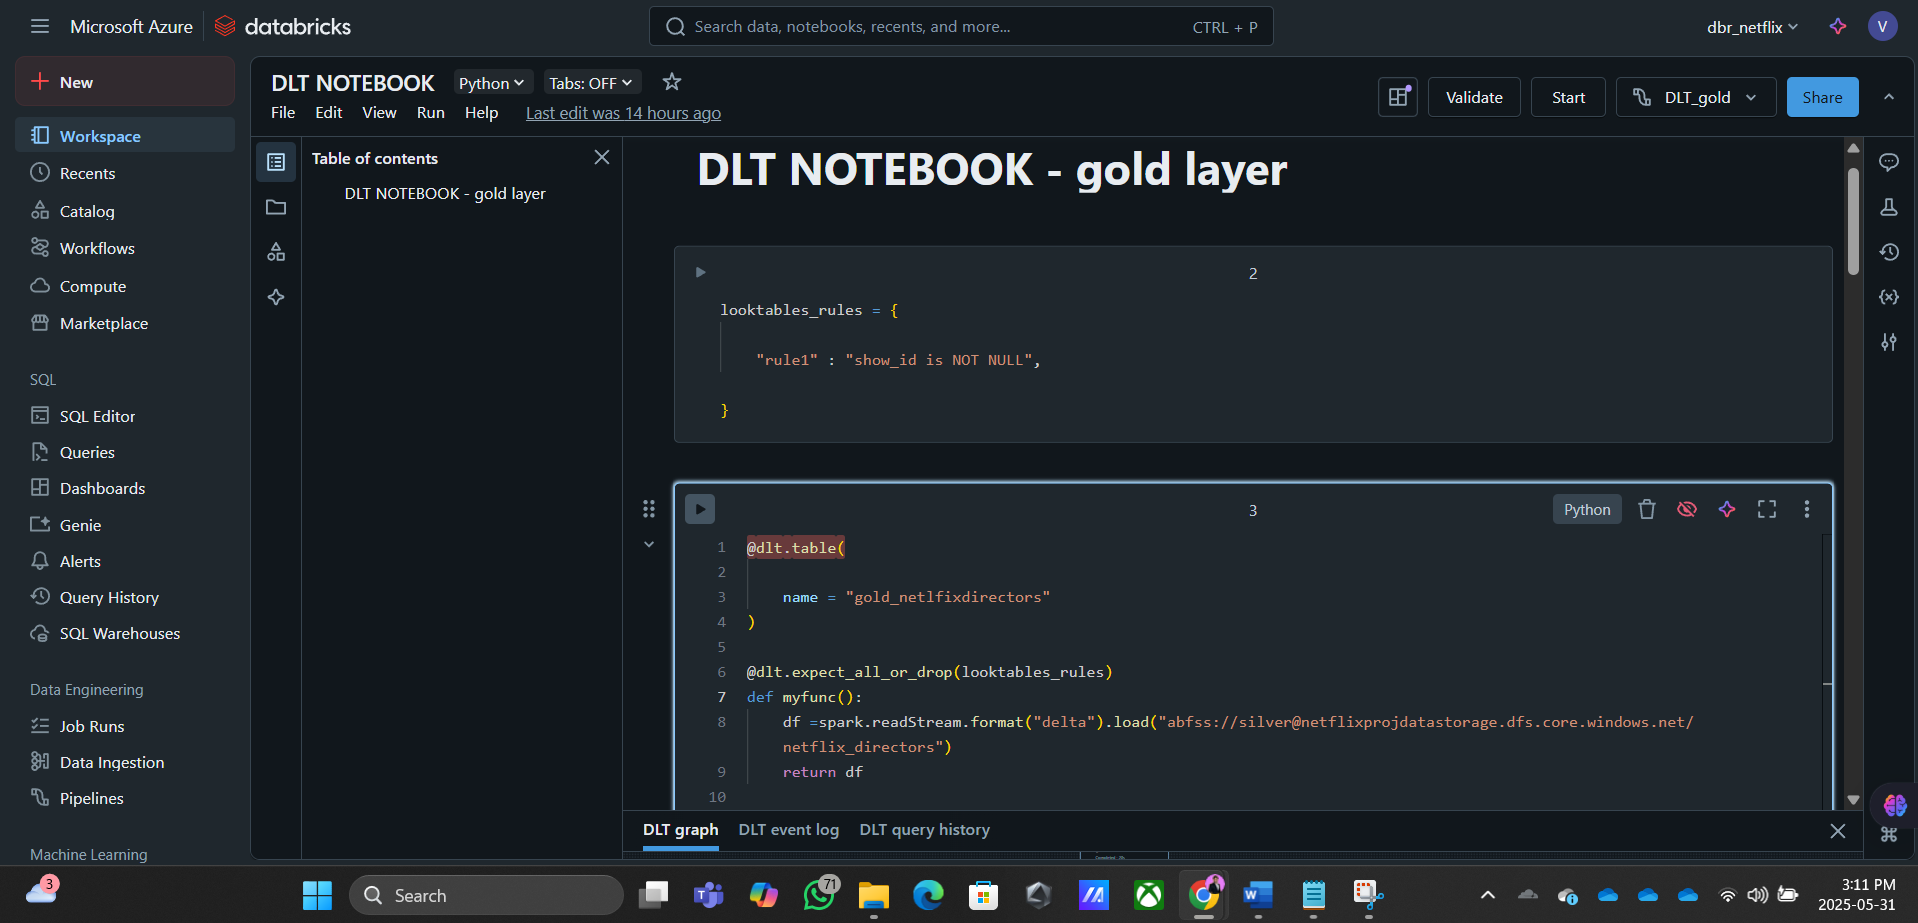 Microsoft Azure
databricks
Search data, notebooks, recents, and more...
CTRL + P
dbr_netflix
V
New
Workspace
Recents
Catalog
Workflows
Compute
Marketplace
SQL
SQL Editor
Queries
Dashboards
Genie
Alerts
Query History
SQL Warehouses
Data Engineering
Job Runs
Data Ingestion
Pipelines
Machine Learning
DLT NOTEBOOK
Python
Tabs: OFF
File Edit View Run Help Last edit was 14 hours ago
Validate
Start
DLT_gold
Share
Table of contents
DLT NOTEBOOK - gold layer
DLT NOTEBOOK - gold layer
2
looktables_rules = {
"rule1" : "show_id is NOT NULL",
}
3
Python
1 @dlt.table(
2
3 name = "gold_netlfixdirectors"
4 )
5
6 @dlt.expect_all_or_drop(looktables_rules)
7 def myfunc():
8 df =spark.readStream.format("delta").load("abfss://silver@netflixprojdatastorage.dfs.core.windows.net/
netflix_directors")
9 return df
10
DLT graph DLT event log DLT query history
3
Search
71
3:11 PM
2025-05-31